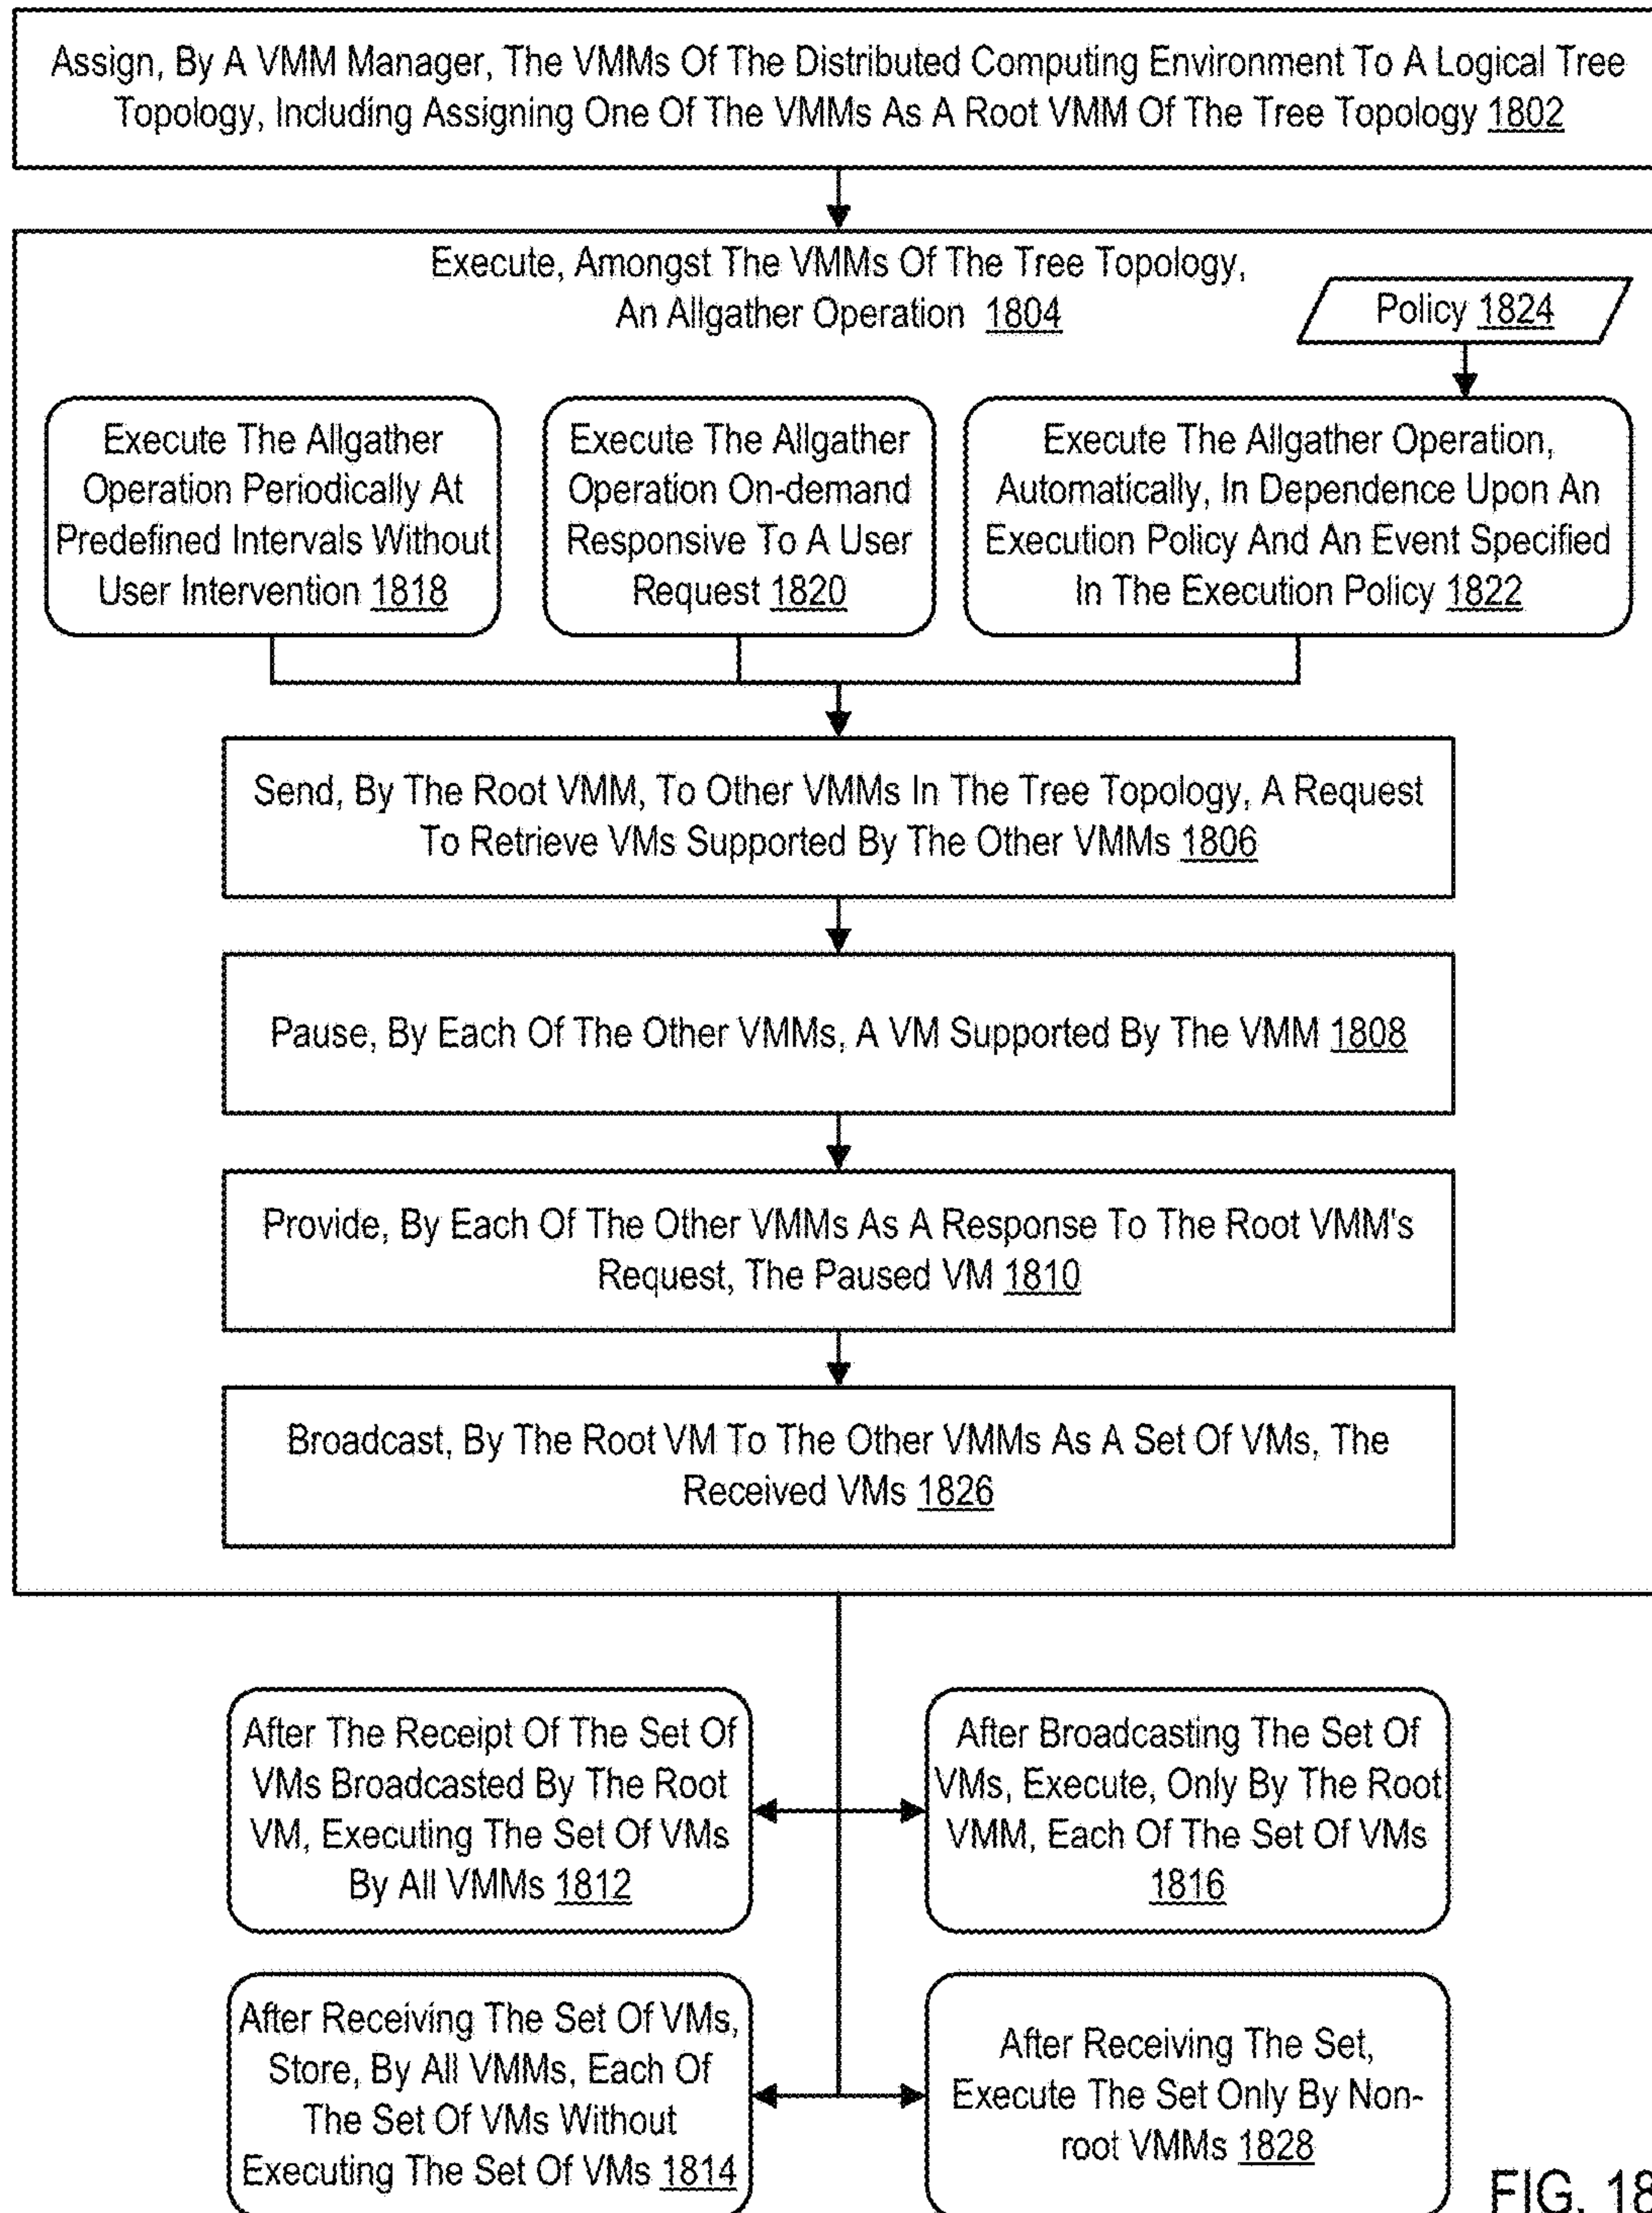 Assign, By A VMM Manager, The VMMs Of The Distributed Computing Environment To A Logical Tree
Topology, Including Assigning One Of The VMMs As A Root VMM Of The Tree Topology 1802
Execute, Amongst The VMMs Of The Tree Topology,
An Allgather Operation 1804
Policy 1824
Execute The Allgather
Operation Periodically At
Predefined Intervals Without
User Intervention 1818
Execute The Allgather
Operation On-demand
Responsive To A User
Request 1820
Execute The Allgather Operation,
Automatically, In Dependence Upon An
Execution Policy And An Event Specified
In The Execution Policy 1822
Send, By The Root VMM, To Other VMMs In The Tree Topology, A Request
To Retrieve VMs Supported By The Other VMMs 1806
Pause, By Each Of The Other VMMs, A VM Supported By The VMM 1808
Provide, By Each Of The Other VMMs As A Response To The Root VMM's
Request, The Paused VM 1810
Broadcast, By The Root VM To The Other VMMs As A Set Of VMs, The
Received VMs 1826
After The Receipt Of The Set Of
VMs Broadcasted By The Root
VM, Executing The Set Of VMs
By All VMMs 1812
After Broadcasting The Set Of
VMs, Execute, Only By The Root
VMM, Each Of The Set Of VMs
1816
After Receiving The Set Of VMs,
Store, By All VMMs, Each Of
The Set Of VMs Without
Executing The Set Of VMs 1814
After Receiving The Set,
Execute The Set Only By Non-
root VMMs 1828
FIG. 18